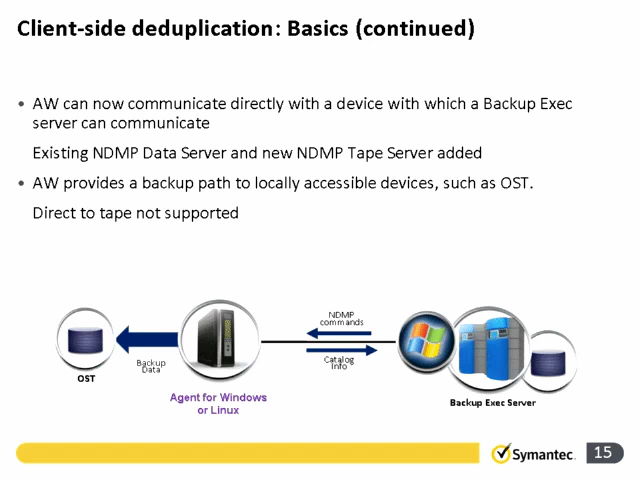 Client-side deduplication: Basics (continued)
• AW can now communicate directly with a device with which a Backup Exec
server can communicate
Existing NDMP Data Server and new NDMP Tape Server added
• AW provides a backup path to locally accessible devices, such as OST.
Direct to tape not supported
NDMP
commands
Backup
Data
Catalog
Info
OST
Agent for Windows
or Linux
Backup Exec Server
Symantec.
15